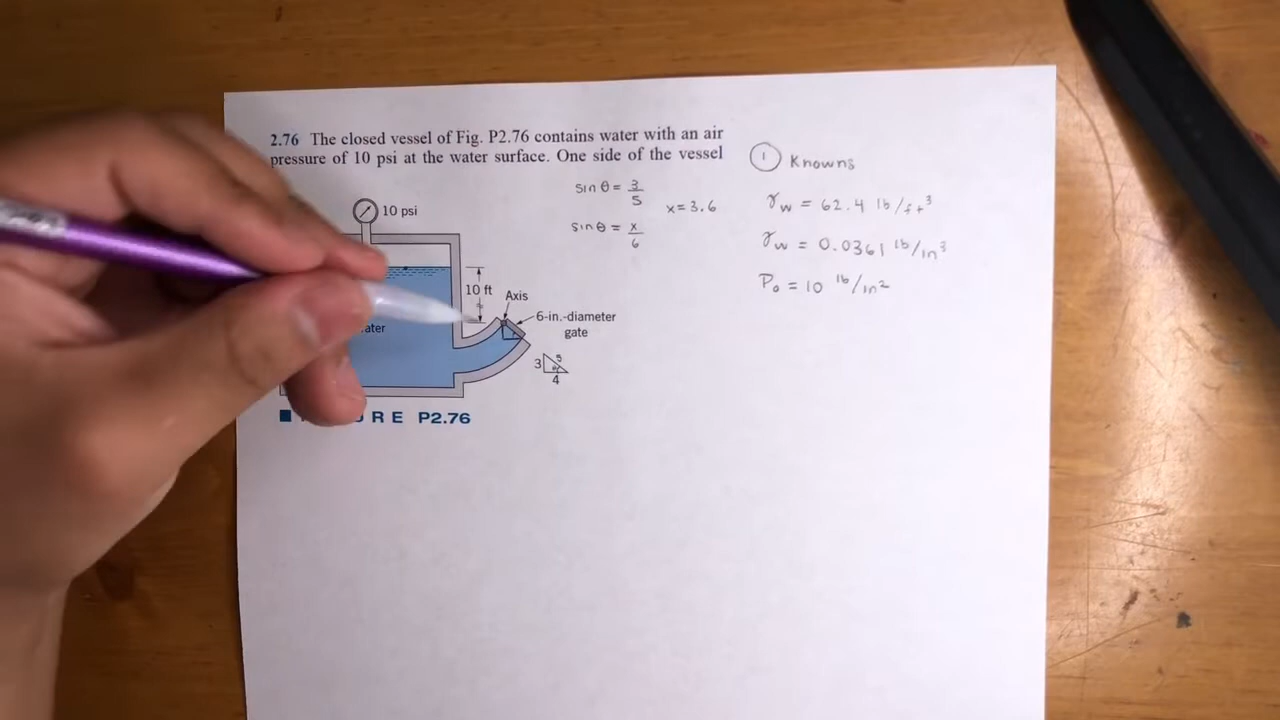 2.76 The closed vessel of Fig. P2.76 contains water with an air
pressure of 10 psi at the water surface. One side of the vessel
sin θ = 3/5
x = 3.6
sin θ = x/6
① Knowns
γw = 62.4 lb/ft³
γw = 0.0361 lb/in³
P₀ = 10 lb/in²
10 psi
10 ft
Axis
6-in.-diameter
gate
ater
3
5
4
R E P2.76